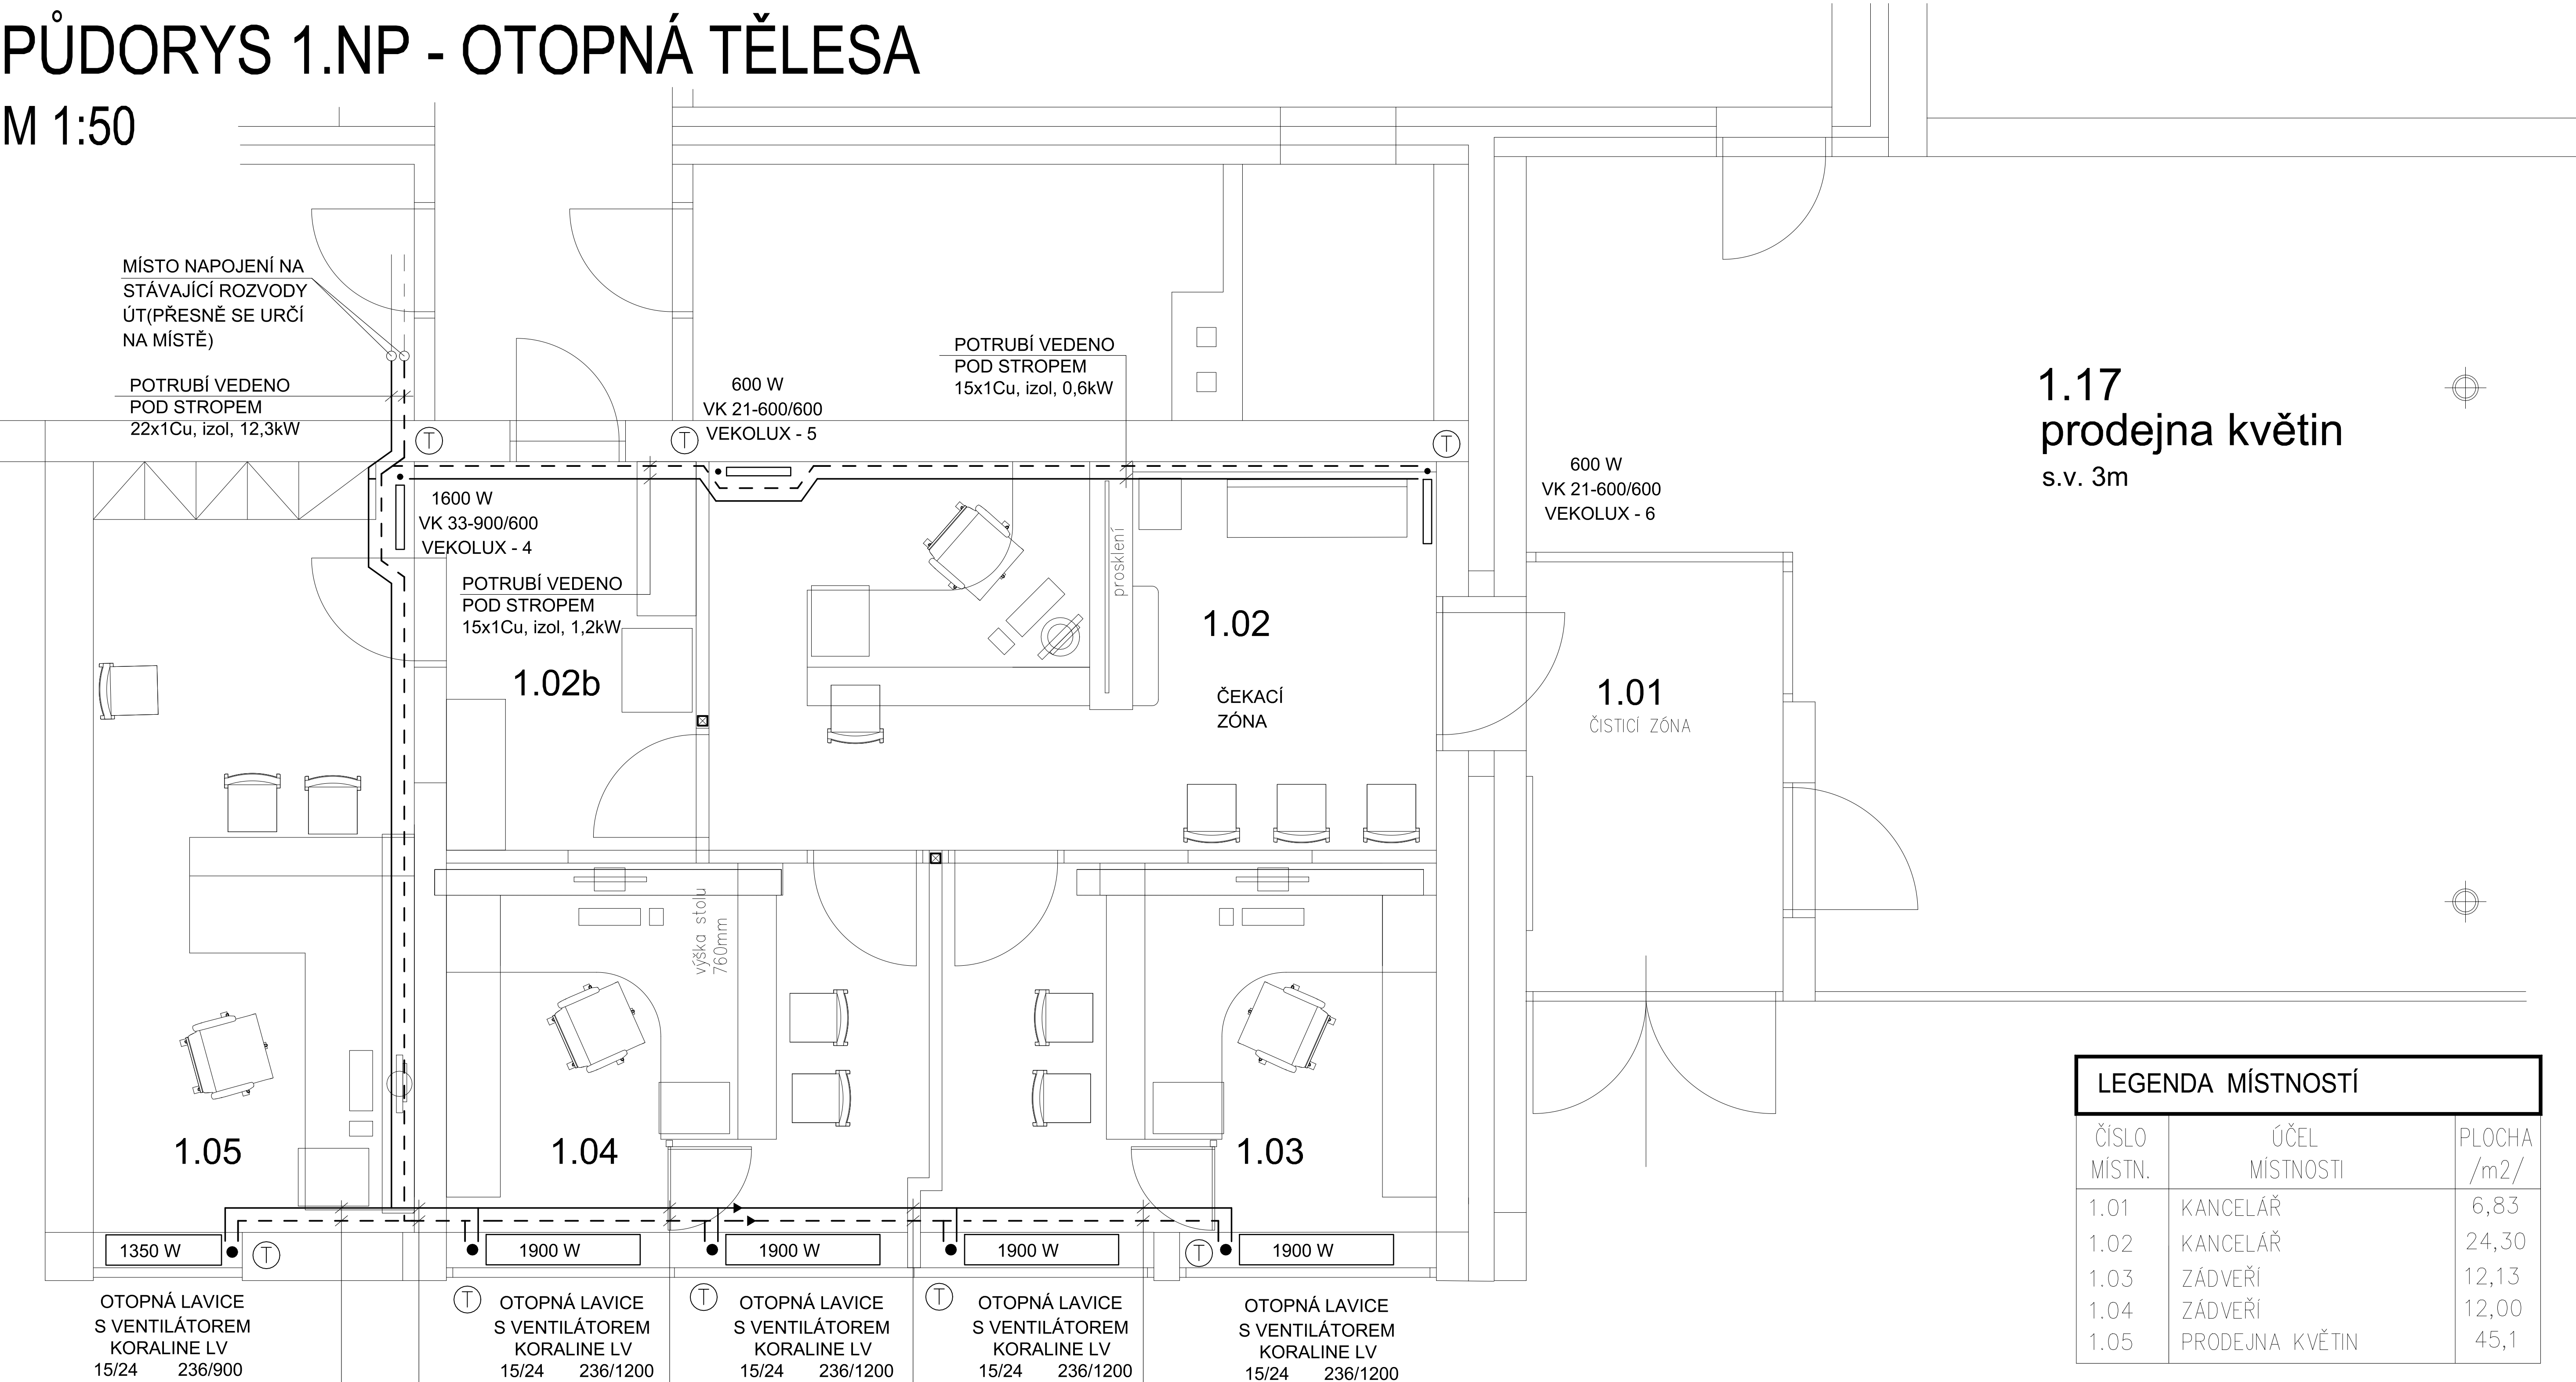 PŮDORYS 1.NP - OTOPNÁ TĚLESA
M 1:50
MÍSTO NAPOJENÍ NA
STÁVAJÍCÍ ROZVODY
ÚT(PŘESNĚ SE URČÍ
NA MÍSTĚ)
POTRUBÍ VEDENO
POD STROPEM
22x1Cu, izol, 12,3kW
600 W
VK 21-600/600
VEKOLUX - 5
POTRUBÍ VEDENO
POD STROPEM
15x1Cu, izol, 0,6kW
T
T
T
1600 W
VK 33-900/600
VEKOLUX - 4
600 W
VK 21-600/600
VEKOLUX - 6
1.17
prodejna květin
s.v. 3m
POTRUBÍ VEDENO
POD STROPEM
15x1Cu, izol, 1,2kW
prosklení
1.02b
1.02
ČEKACÍ
ZÓNA
1.01
ČISTICÍ ZÓNA
výška stolu
760mm
1.05
1.04
1.03
1350 W
T
1900 W
1900 W
1900 W
T
1900 W
OTOPNÁ LAVICE
S VENTILÁTOREM
KORALINE LV
15/24 236/900
T
OTOPNÁ LAVICE
S VENTILÁTOREM
KORALINE LV
15/24 236/1200
T
OTOPNÁ LAVICE
S VENTILÁTOREM
KORALINE LV
15/24 236/1200
T
OTOPNÁ LAVICE
S VENTILÁTOREM
KORALINE LV
15/24 236/1200
OTOPNÁ LAVICE
S VENTILÁTOREM
KORALINE LV
15/24 236/1200
LEGENDA MÍSTNOSTÍ
ČÍSLO MÍSTN. ÚČEL MÍSTNOSTI PLOCHA /m2/
1.01 KANCELÁŘ 6,83
1.02 KANCELÁŘ 24,30
1.03 ZÁDVEŘÍ 12,13
1.04 ZÁDVEŘÍ 12,00
1.05 PRODEJNA KVĚTIN 45,1